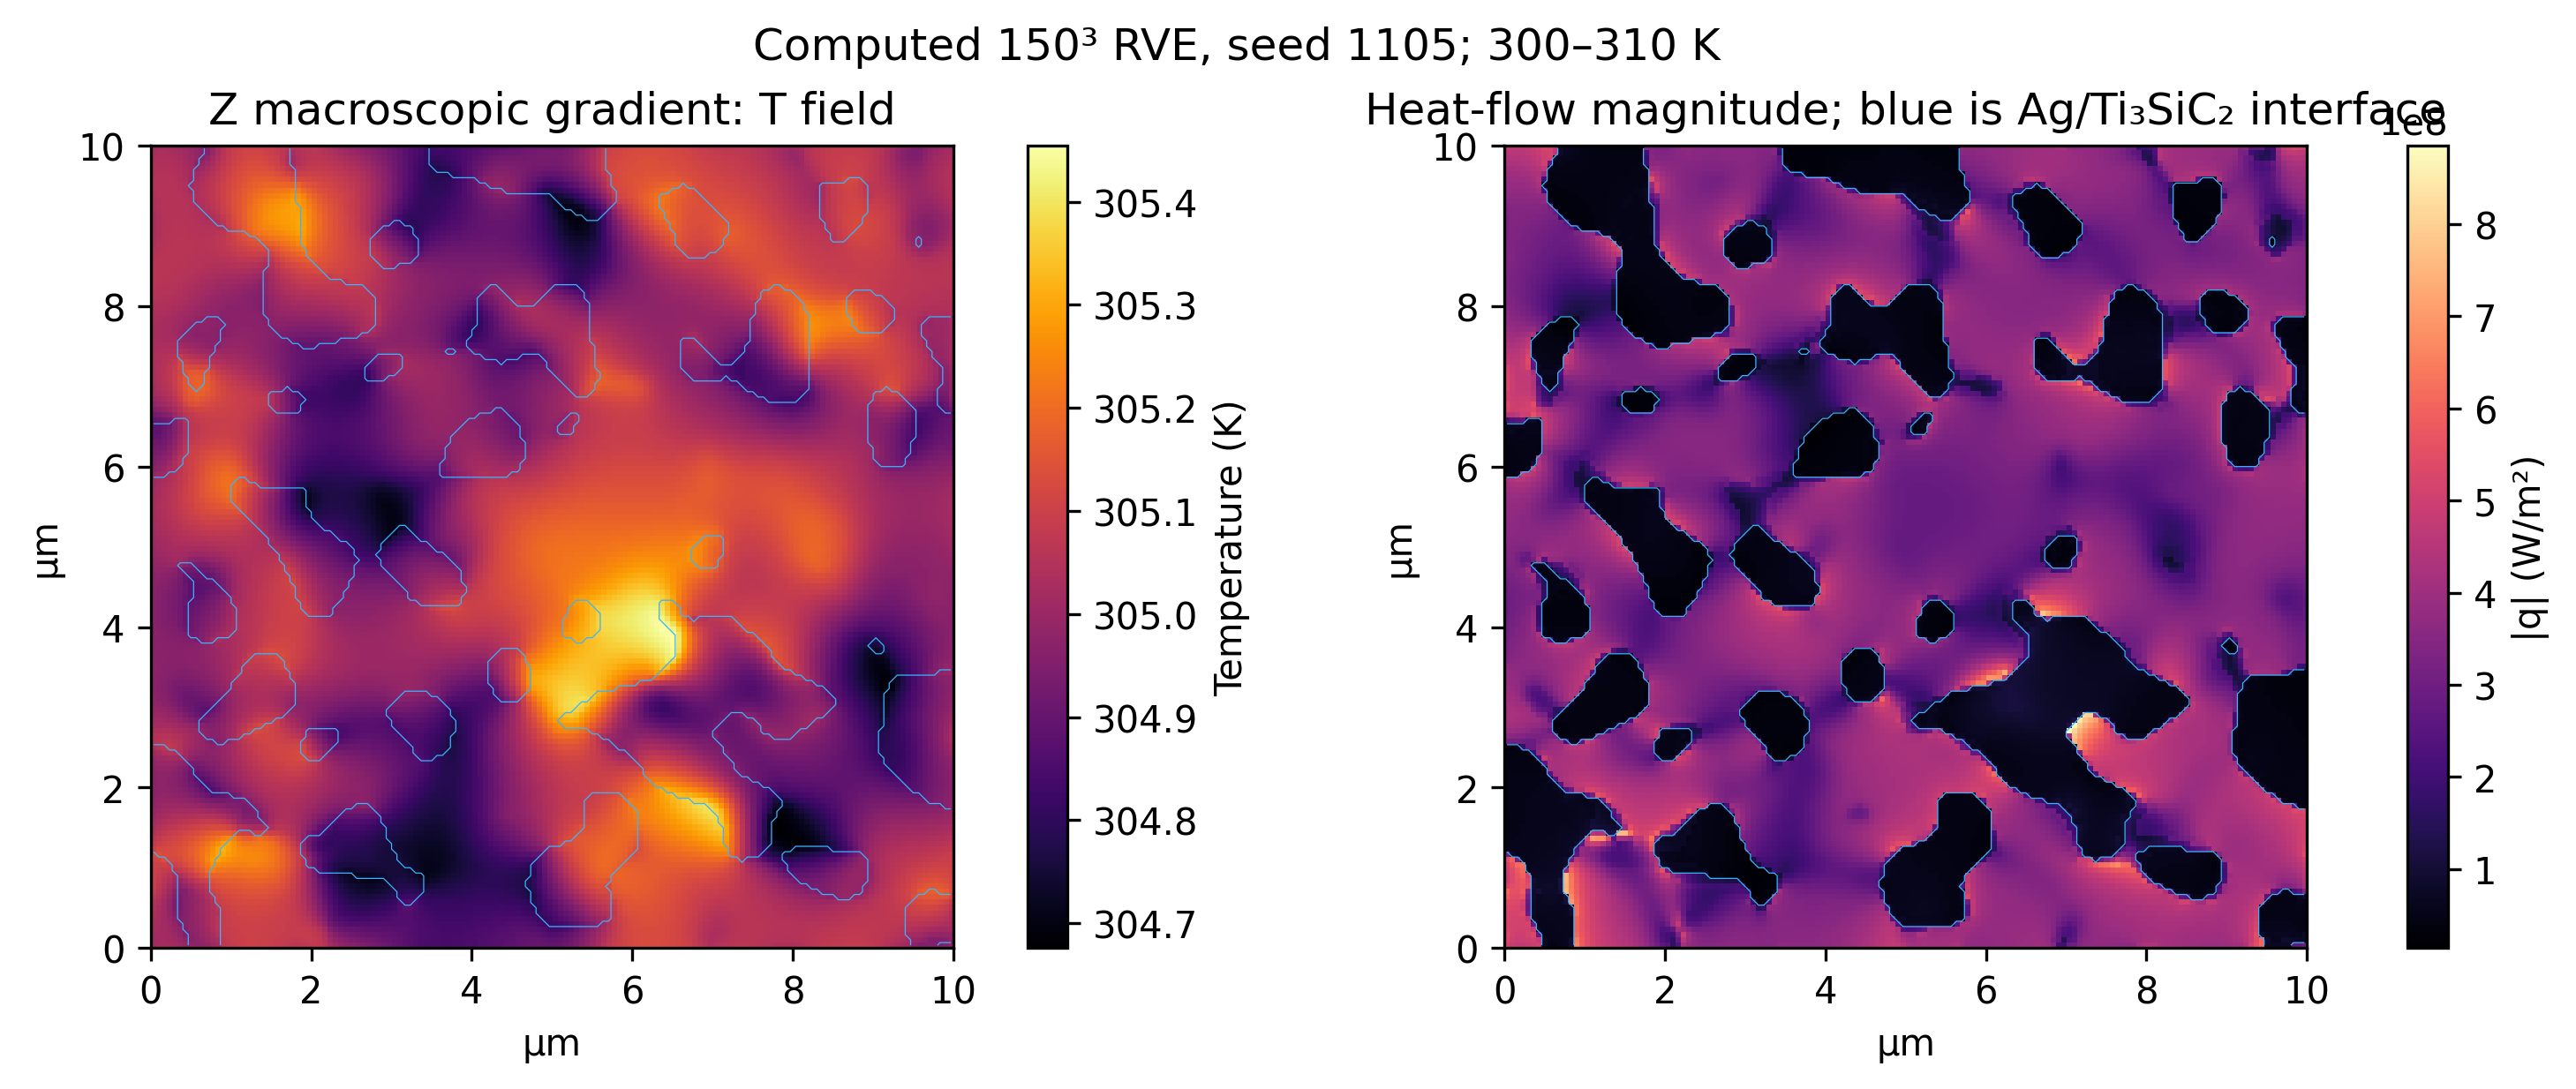 Computed 150³ RVE, seed 1105; 300–310 K
Z macroscopic gradient: T field
10
8
6
4
2
0
µm
0 2 4 6 8 10
µm
305.4
305.3
305.2
305.1
305.0
304.9
304.8
304.7
Temperature (K)
Heat-flow magnitude; blue is Ag/Ti₃SiC₂ interface
1e8
10
8
6
4
2
0
µm
0 2 4 6 8 10
µm
8
7
6
5
4
3
2
1
|q| (W/m²)